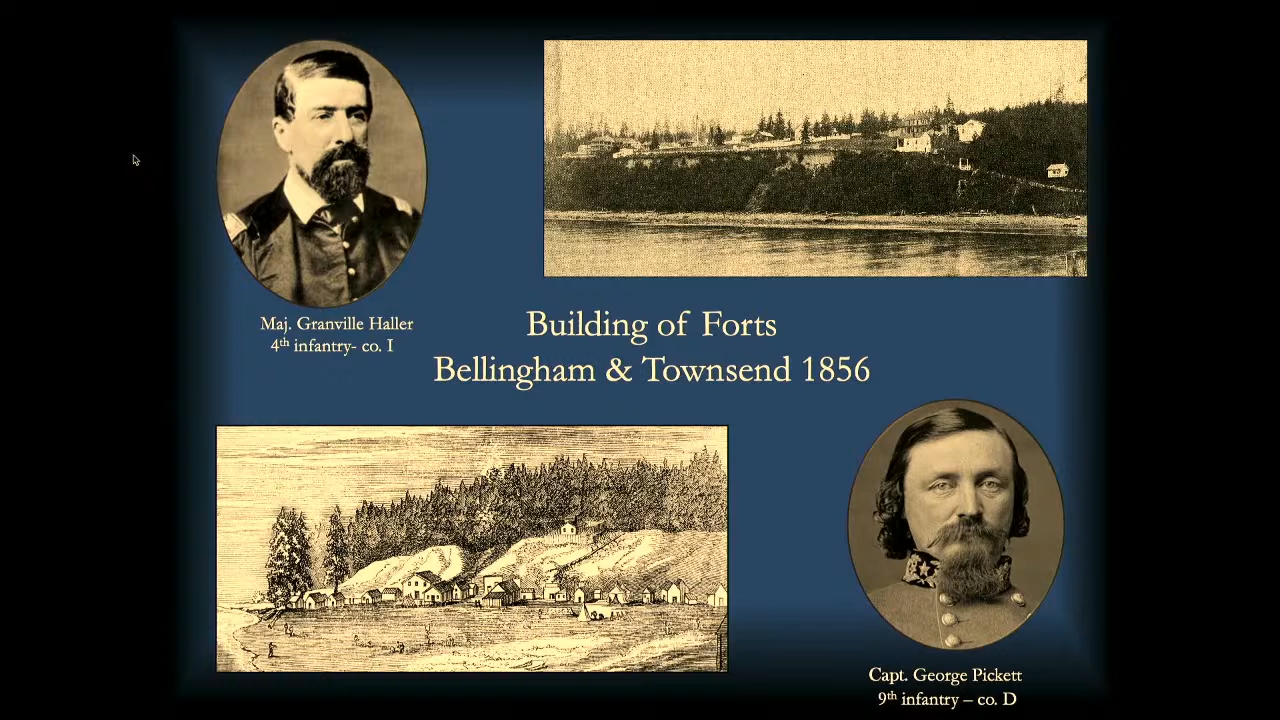 Maj. Granville Haller
4th infantry- co. I
Building of Forts
Bellingham & Townsend 1856
Capt. George Pickett
9th infantry – co. D